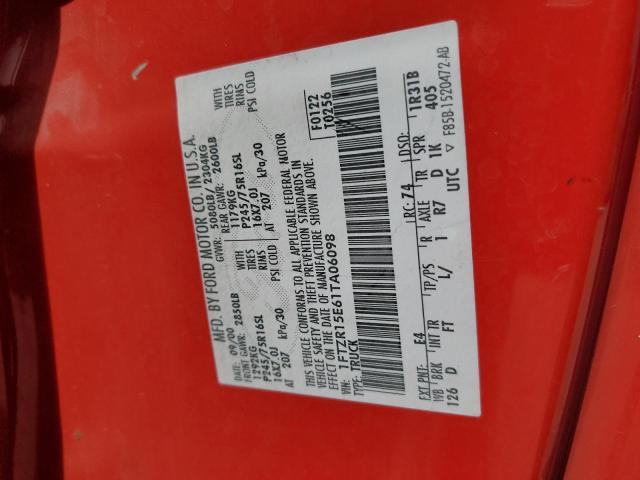 MFD. BY FORD MOTOR CO. IN U.S.A.
DATE: 09/00 GVWR: 5080LB / 2304KG
FRONT GAWR: 2850LB REAR GAWR: 2600LB
1292KG WITH 1179KG WITH
P245/75R16SL TIRES P245/75R16SL TIRES
16X7.0J RIMS 16X7.0J RIMS
AT 207 kPa/30 PSI COLD AT 207 kPa/30 PSI COLD
THIS VEHICLE CONFORMS TO ALL APPLICABLE FEDERAL MOTOR
VEHICLE SAFETY AND THEFT PREVENTION STANDARDS IN
EFFECT ON THE DATE OF MANUFACTURE SHOWN ABOVE.
VIN: 1FTZR15E61TA06098
TYPE: TRUCK
F0122
T0256
EXT PNT: E4 RC: 74 DSO: 1R31B
WB BRK INT TR TP/PS R AXLE TR SPR 405
126 D FT L/ 1 R7 D 1K
UTC ▽ F85B-1520472-AB